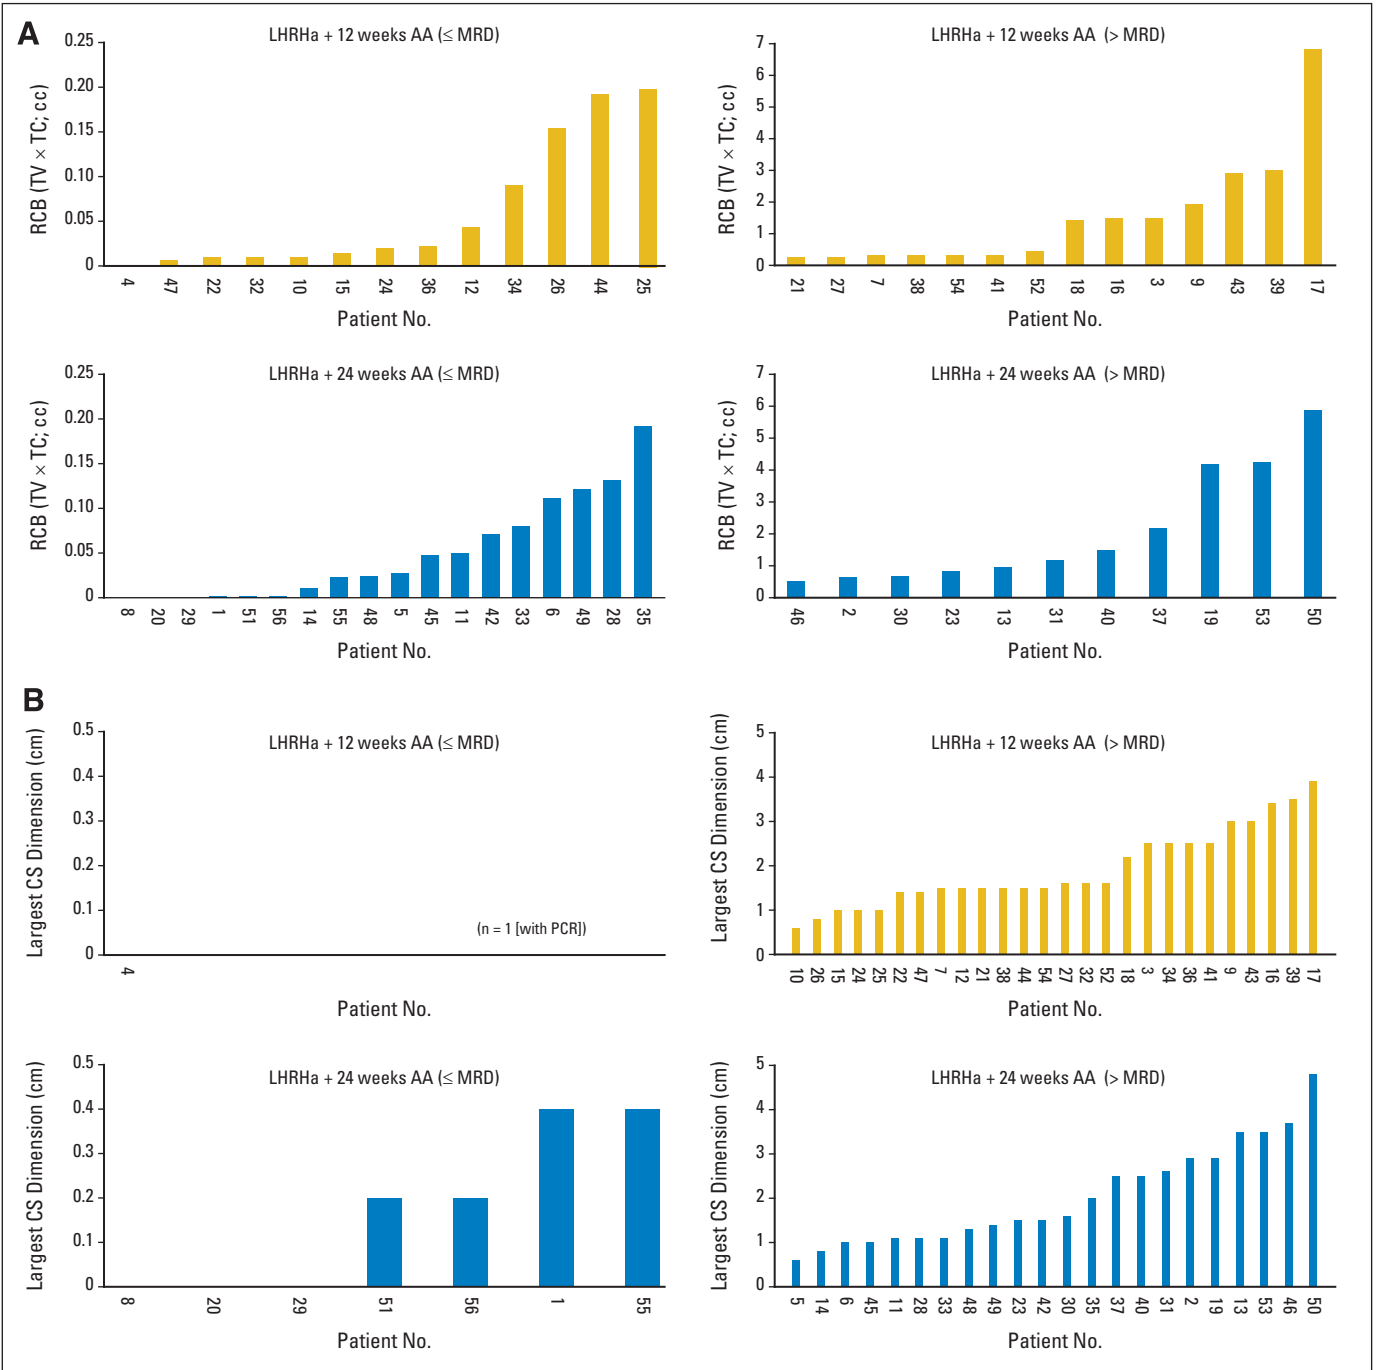 A
LHRHa + 12 weeks AA (≤ MRD)
RCB (TV × TC; cc)
0.25
0.20
0.15
0.10
0.05
0
4 47 22 32 10 15 24 36 12 34 26 44 25
Patient No.
LHRHa + 12 weeks AA (> MRD)
RCB (TV × TC; cc)
7
6
5
4
3
2
1
0
21 27 7 38 54 41 52 18 16 3 9 43 39 17
Patient No.
LHRHa + 24 weeks AA (≤ MRD)
RCB (TV × TC; cc)
0.25
0.20
0.15
0.10
0.05
0
8 20 29 1 51 56 14 55 48 5 45 11 42 33 6 49 28 35
Patient No.
LHRHa + 24 weeks AA (> MRD)
RCB (TV × TC; cc)
7
6
5
4
3
2
1
0
46 2 30 23 13 31 40 37 19 53 50
Patient No.
B
LHRHa + 12 weeks AA (≤ MRD)
Largest CS Dimension (cm)
0.5
0.4
0.3
0.2
0.1
0
(n = 1 [with PCR])
4
Patient No.
LHRHa + 12 weeks AA (> MRD)
Largest CS Dimension (cm)
5
4
3
2
1
0
10 26 15 24 25 22 47 7 12 21 38 44 54 27 32 52 18 3 34 36 41 9 43 16 39 17
Patient No.
LHRHa + 24 weeks AA (≤ MRD)
Largest CS Dimension (cm)
0.5
0.4
0.3
0.2
0.1
0
8 20 29 51 56 1 55
Patient No.
LHRHa + 24 weeks AA (> MRD)
Largest CS Dimension (cm)
5
4
3
2
1
0
5 14 6 45 11 28 33 48 49 23 42 30 35 37 40 31 2 19 13 53 46 50
Patient No.